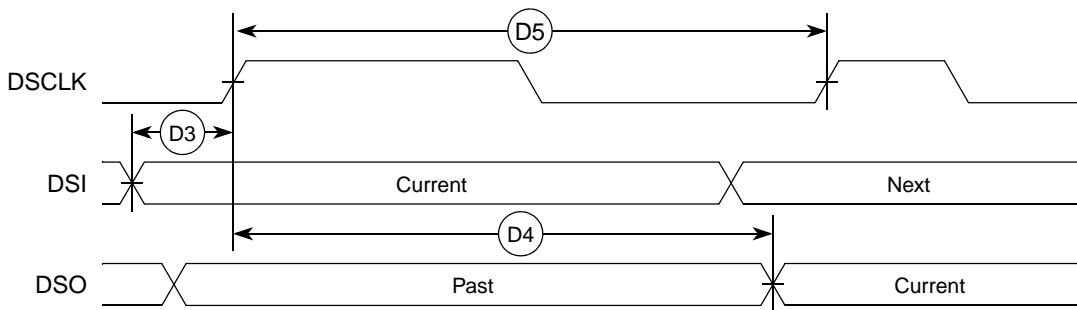 D5
DSCLK
D3
DSI Current Next
D4
DSO Past Current